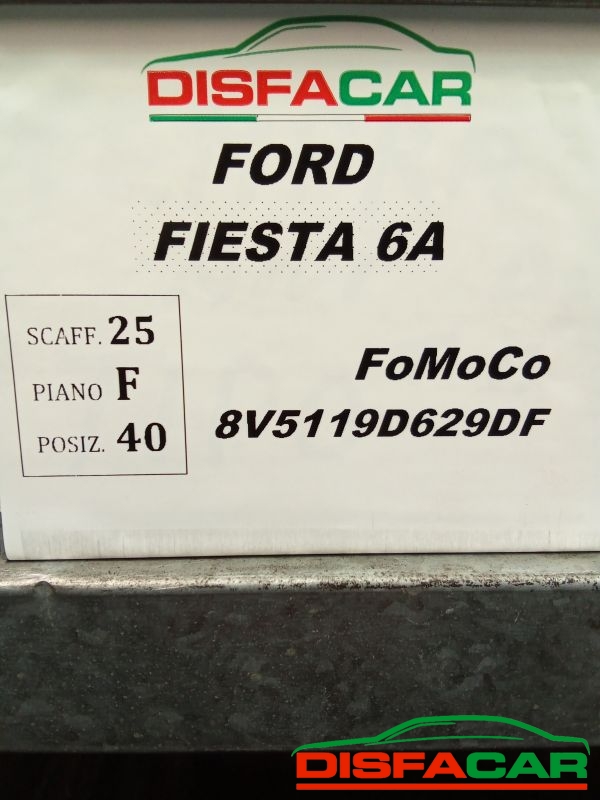 DISFACAR
FORD
FIESTA 6A
SCAFF. 25
PIANO F
POSIZ. 40
FoMoCo
8V5119D629DF
DISFACAR